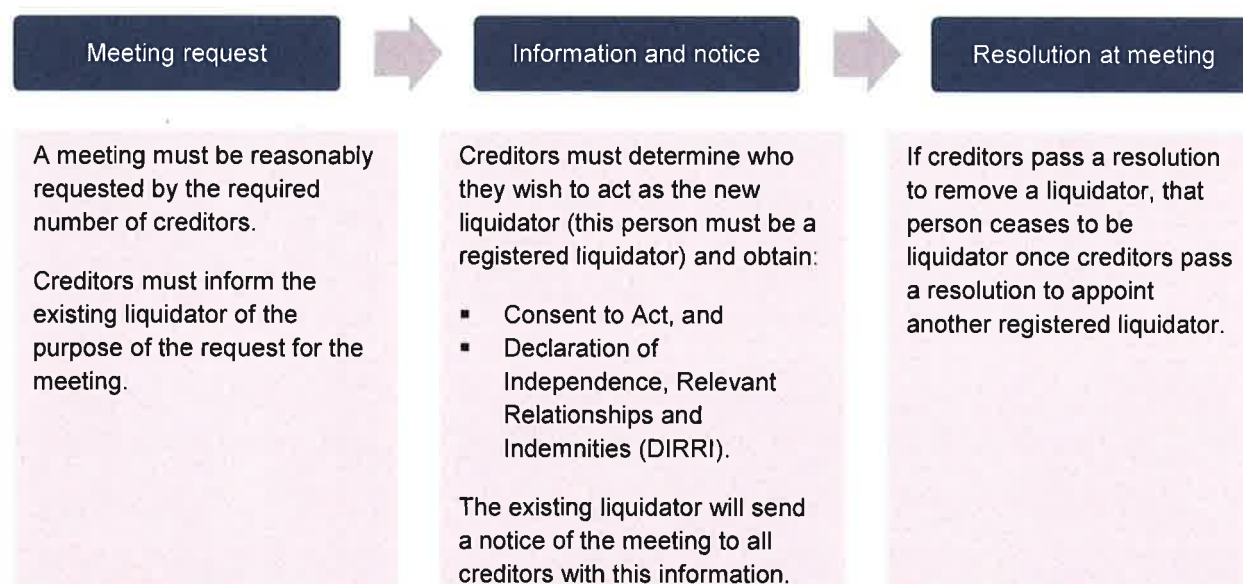 Meeting request
Information and notice
Resolution at meeting
A meeting must be reasonably
requested by the required
number of creditors.
Creditors must inform the
existing liquidator of the
purpose of the request for the
meeting.
Creditors must determine who
they wish to act as the new
liquidator (this person must be a
registered liquidator) and obtain:
▪ Consent to Act, and
▪ Declaration of
Independence, Relevant
Relationships and
Indemnities (DIRRI).
The existing liquidator will send
a notice of the meeting to all
creditors with this information.
If creditors pass a resolution
to remove a liquidator, that
person ceases to be
liquidator once creditors pass
a resolution to appoint
another registered liquidator.